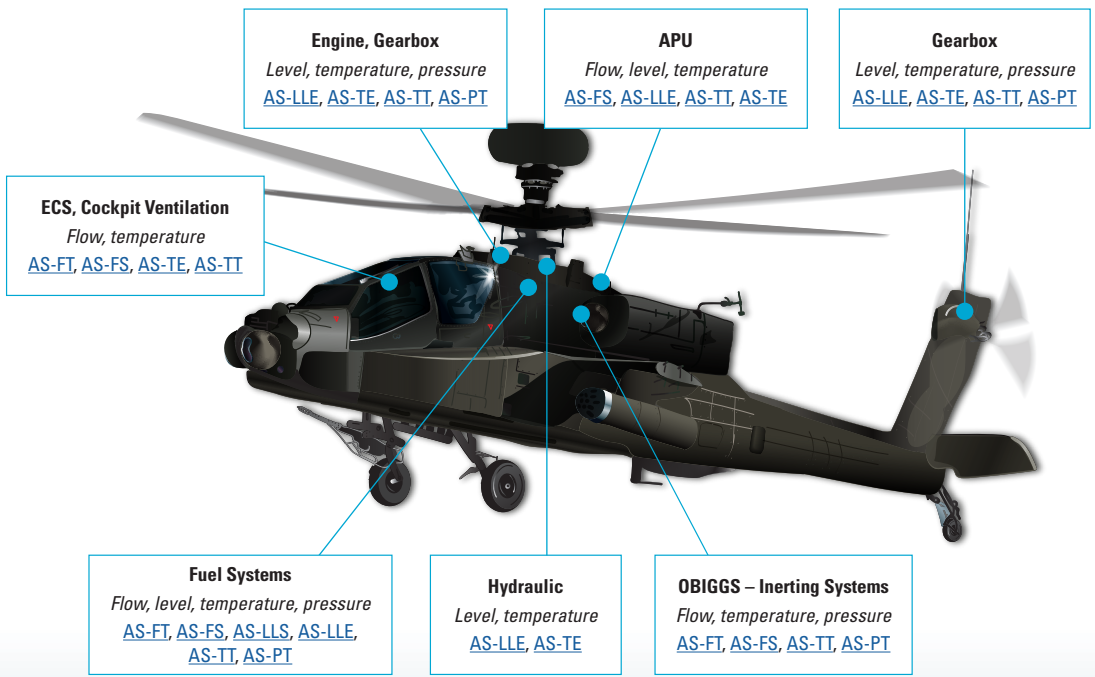 Engine, Gearbox
Level, temperature, pressure
AS-LLE, AS-TE, AS-TT, AS-PT
APU
Flow, level, temperature
AS-FS, AS-LLE, AS-TT, AS-TE
Gearbox
Level, temperature, pressure
AS-LLE, AS-TE, AS-TT, AS-PT
ECS, Cockpit Ventilation
Flow, temperature
AS-FT, AS-FS, AS-TE, AS-TT
Fuel Systems
Flow, level, temperature, pressure
AS-FT, AS-FS, AS-LLS, AS-LLE,
AS-TT, AS-PT
Hydraulic
Level, temperature
AS-LLE, AS-TE
OBIGGS – Inerting Systems
Flow, temperature, pressure
AS-FT, AS-FS, AS-TT, AS-PT